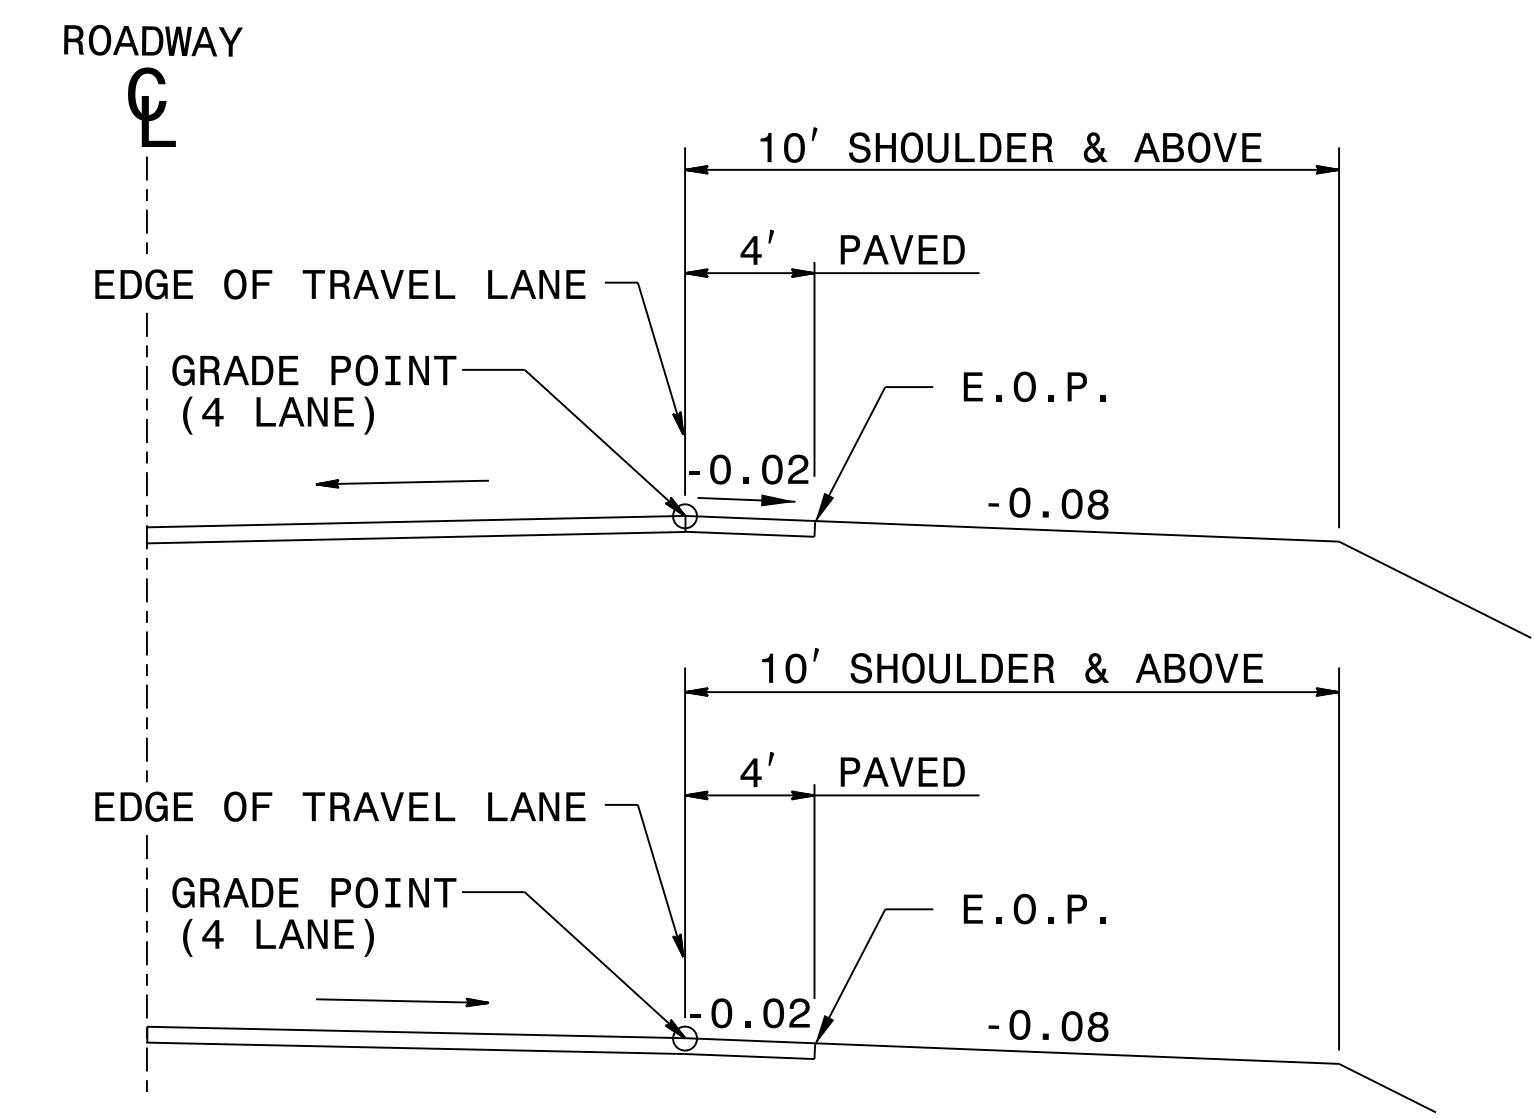 ROADWAY
℄
10' SHOULDER & ABOVE
4' PAVED
EDGE OF TRAVEL LANE
GRADE POINT
(4 LANE)
E.O.P.
-0.02
-0.08
10' SHOULDER & ABOVE
4' PAVED
EDGE OF TRAVEL LANE
GRADE POINT
(4 LANE)
E.O.P.
-0.02
-0.08